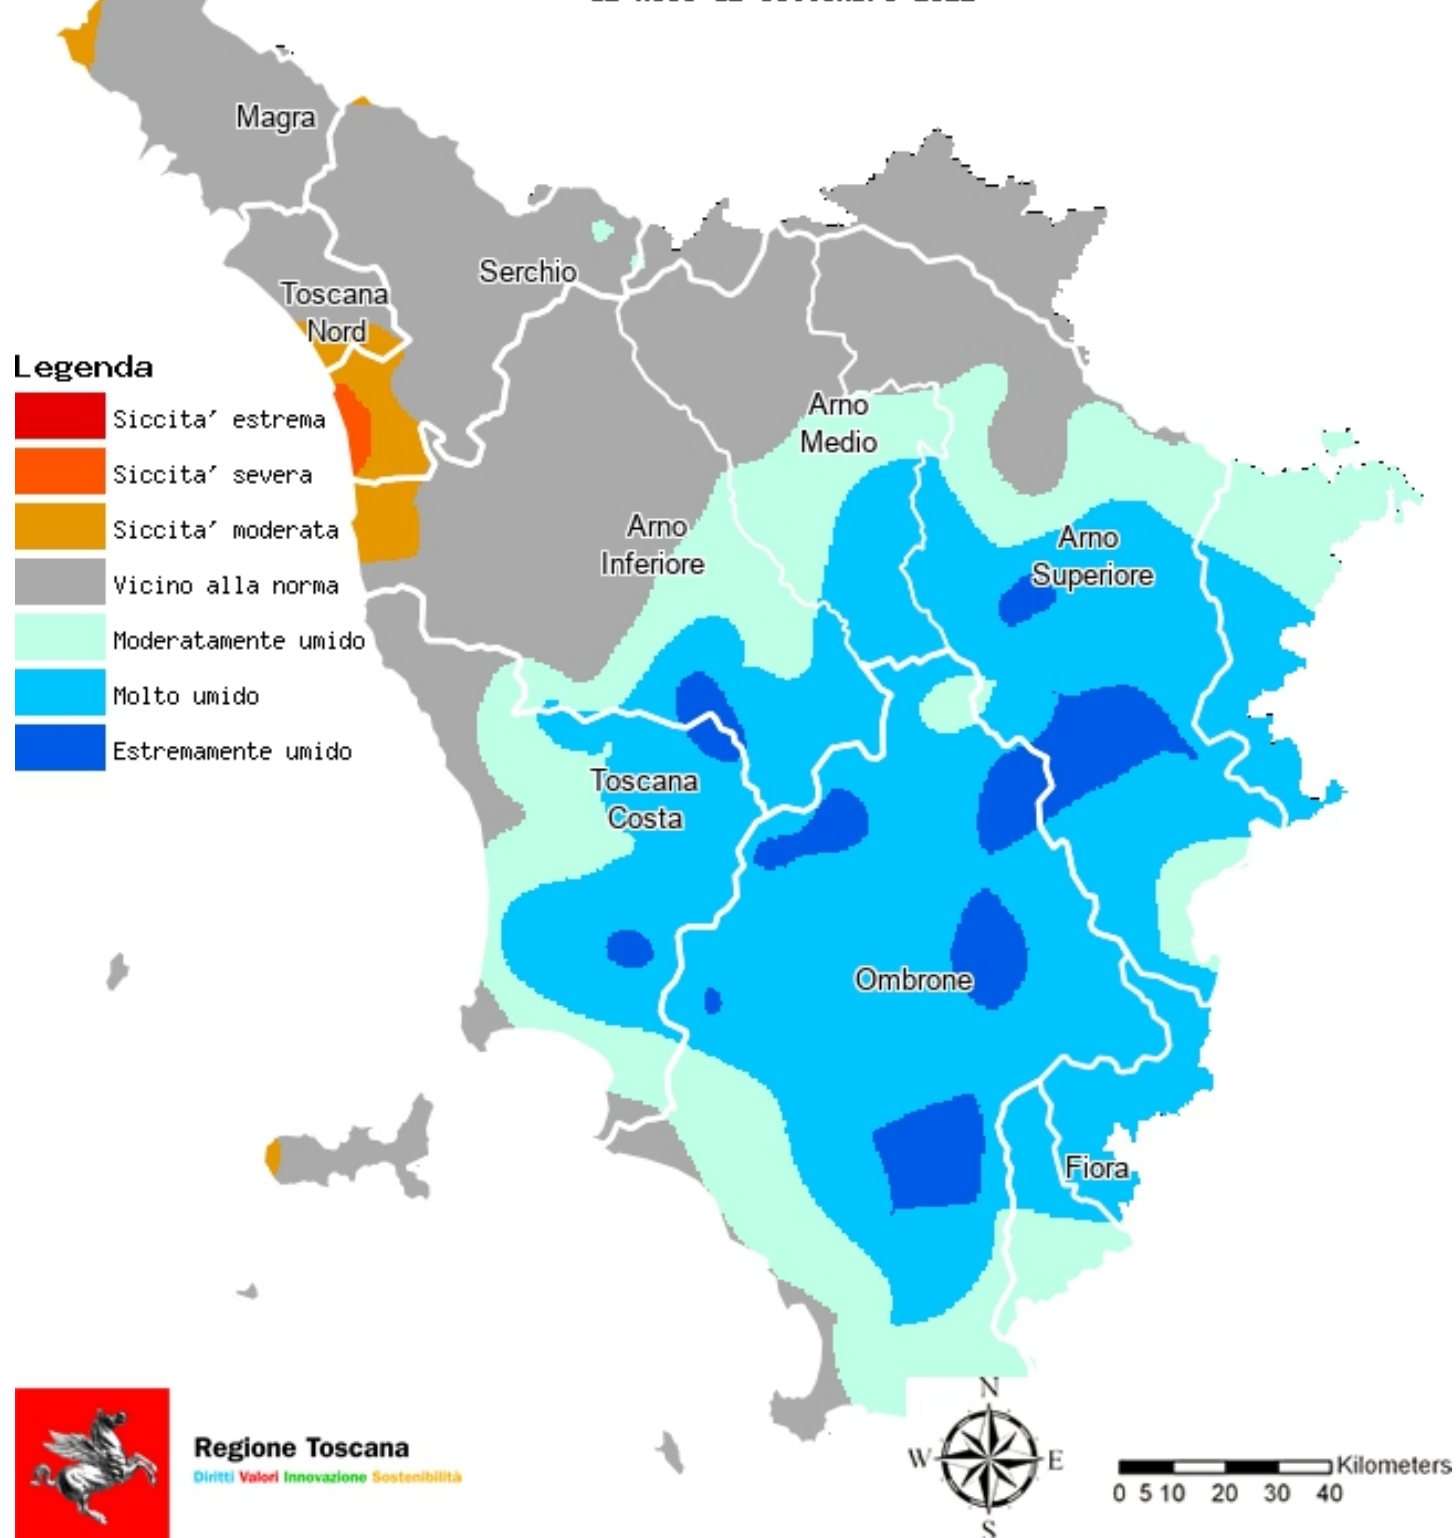 Magra
Serchio
Toscana
Nord
Legenda
Siccita' estrema
Siccita' severa
Siccita' moderata
Vicino alla norma
Moderatamente umido
Molto umido
Estremamente umido
Arno
Medio
Arno
Inferiore
Arno
Superiore
Toscana
Costa
Ombrone
Fiora
Regione Toscana
Diritti Valori Innovazione Sostenibilità
N
W E
S
Kilometers
0 5 10 20 30 40